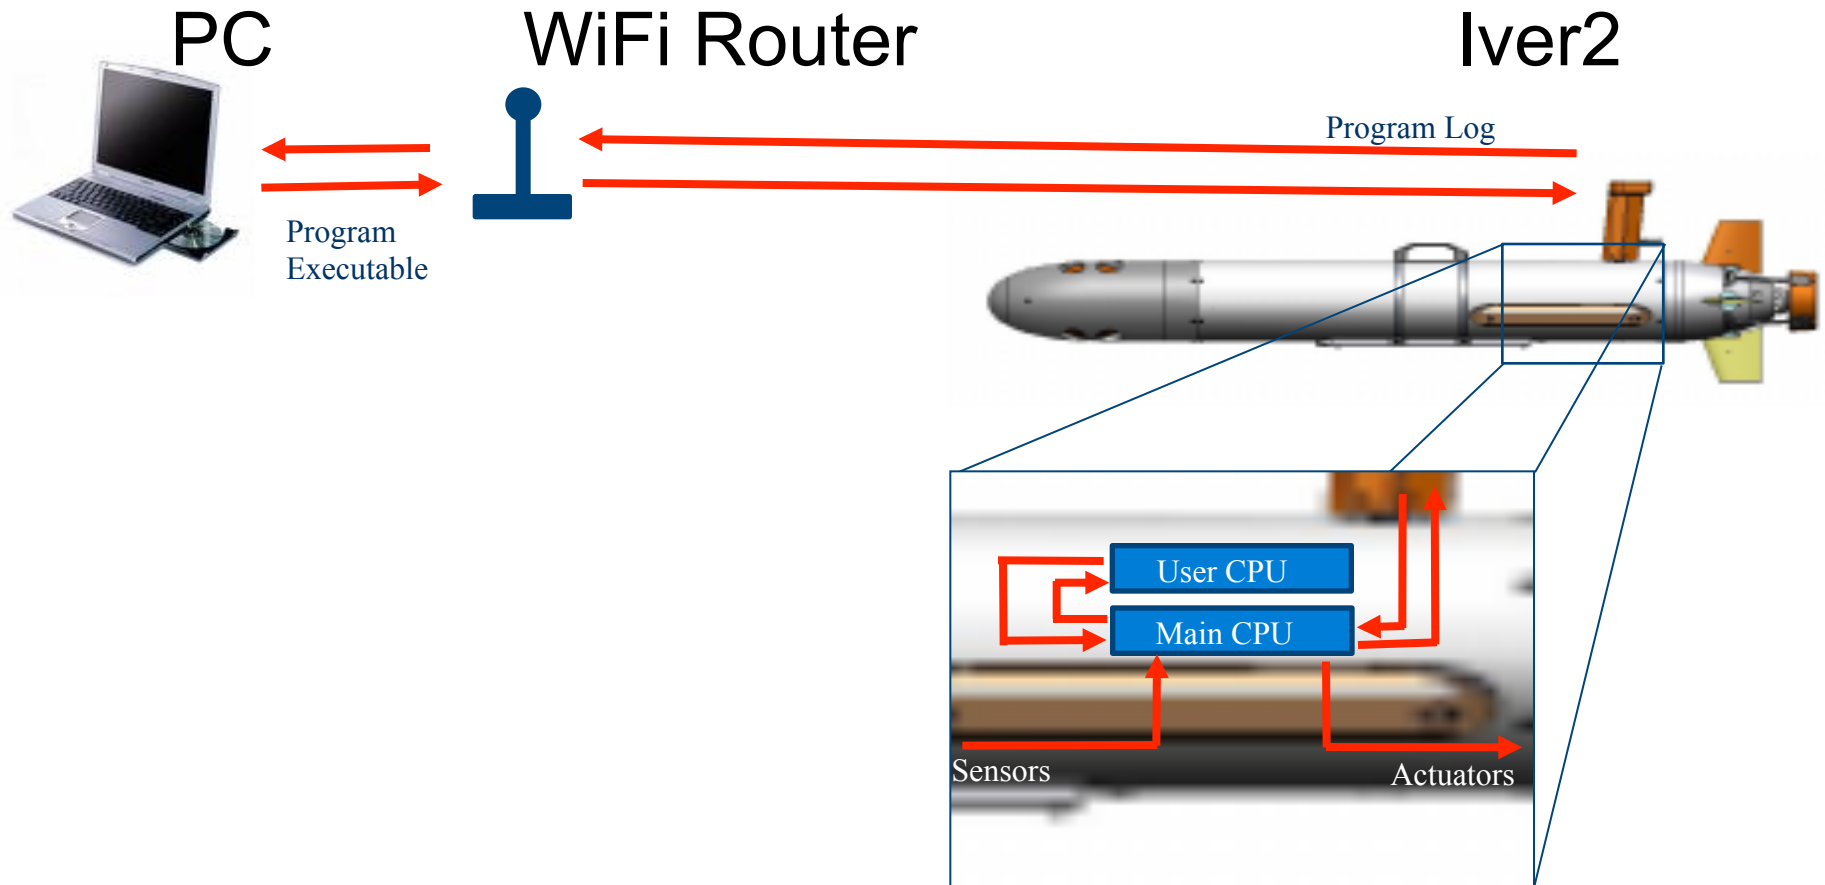 PC
WiFi Router
Iver2
Program Log
Program
Executable
User CPU
Main CPU
Sensors
Actuators